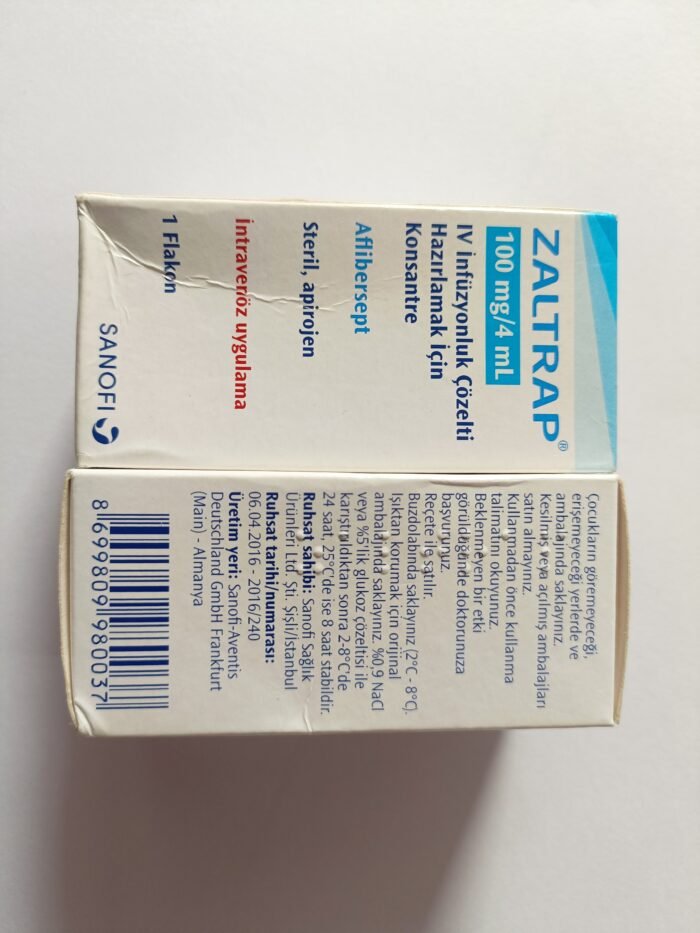 ZALTRAP®
100 mg/4 mL
IV İnfüzyonluk Çözelti
Hazırlamak İçin
Konsantre
Aflibersept
Steril, apirojen
İntravenöz uygulama
1 Flakon
SANOFI
Çocukların göremeyeceği,
erişemeyeceği yerlerde ve
ambalajında saklayınız.
Kesilmiş veya açılmış ambalajları
satın almayınız.
Kullanmadan önce kullanma
talimatını okuyunuz.
Beklenmeyen bir etki
görüldüğünde doktorunuza
başvurunuz.
Reçete ile satılır.
Buzdolabında saklayınız (2°C - 8°C).
Işıktan korumak için orijinal
ambalajında saklayınız. %0,9 NaCl
veya %5'lik glukoz çözeltisi ile
karıştırıldıktan sonra 2-8°C'de
24 saat, 25°C'de ise 8 saat stabildir.
Ruhsat sahibi: Sanofi Sağlık
Ürünleri Ltd. Şti. Şişli/İstanbul
Ruhsat tarihi/numarası:
06.04.2016 - 2016/240
Üretim yeri: Sanofi-Aventis
Deutschland GmbH Frankfurt
(Main) - Almanya
8 699809 980037